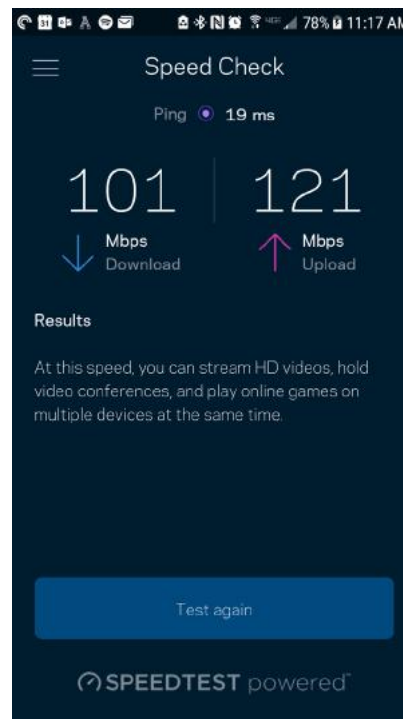 78% 11:17 AM
Speed Check
Ping 19 ms
101 121
Mbps Mbps
Download Upload
Results
At this speed, you can stream HD videos, hold
video conferences, and play online games on
multiple devices at the same time.
Test again
SPEEDTEST powered™